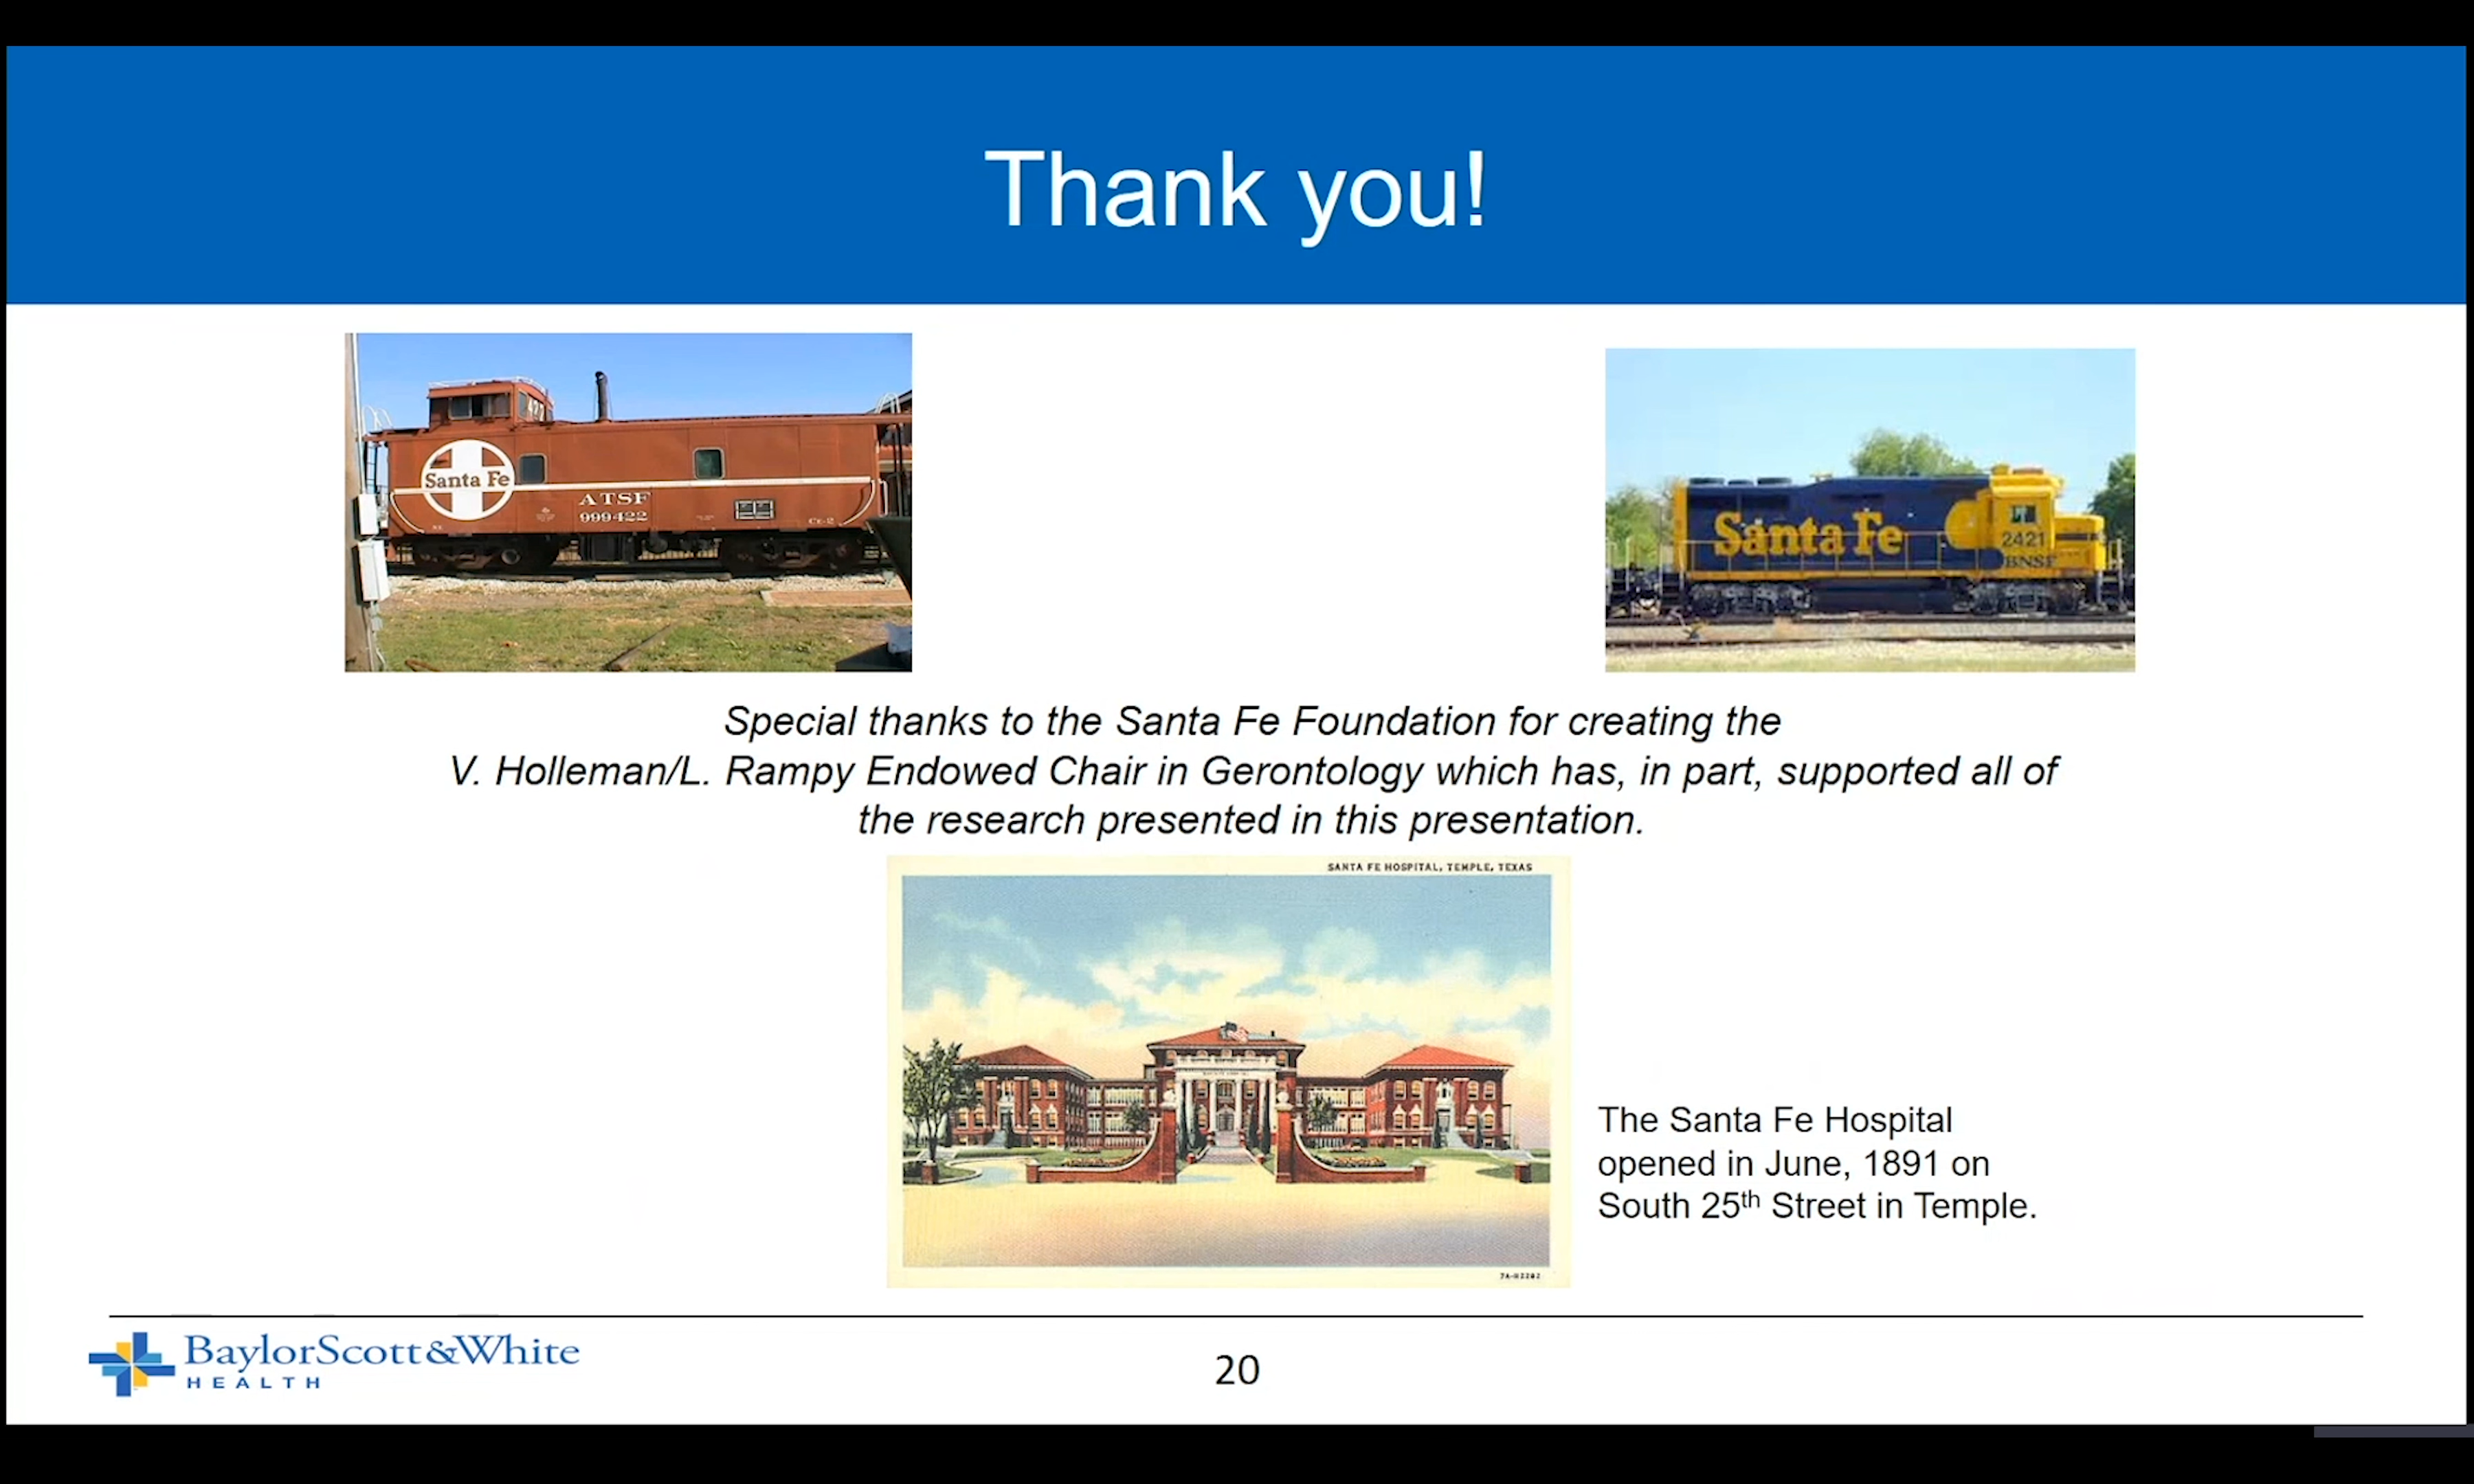 Thank you!
477
Santa Fe
ATSF
999422
CE-2
Santa Fe
2421
BNSF
Special thanks to the Santa Fe Foundation for creating the
V. Holleman/L. Rampy Endowed Chair in Gerontology which has, in part, supported all of
the research presented in this presentation.
SANTA FE HOSPITAL, TEMPLE, TEXAS
The Santa Fe Hospital
opened in June, 1891 on
South 25th Street in Temple.
BaylorScott&White
HEALTH
20